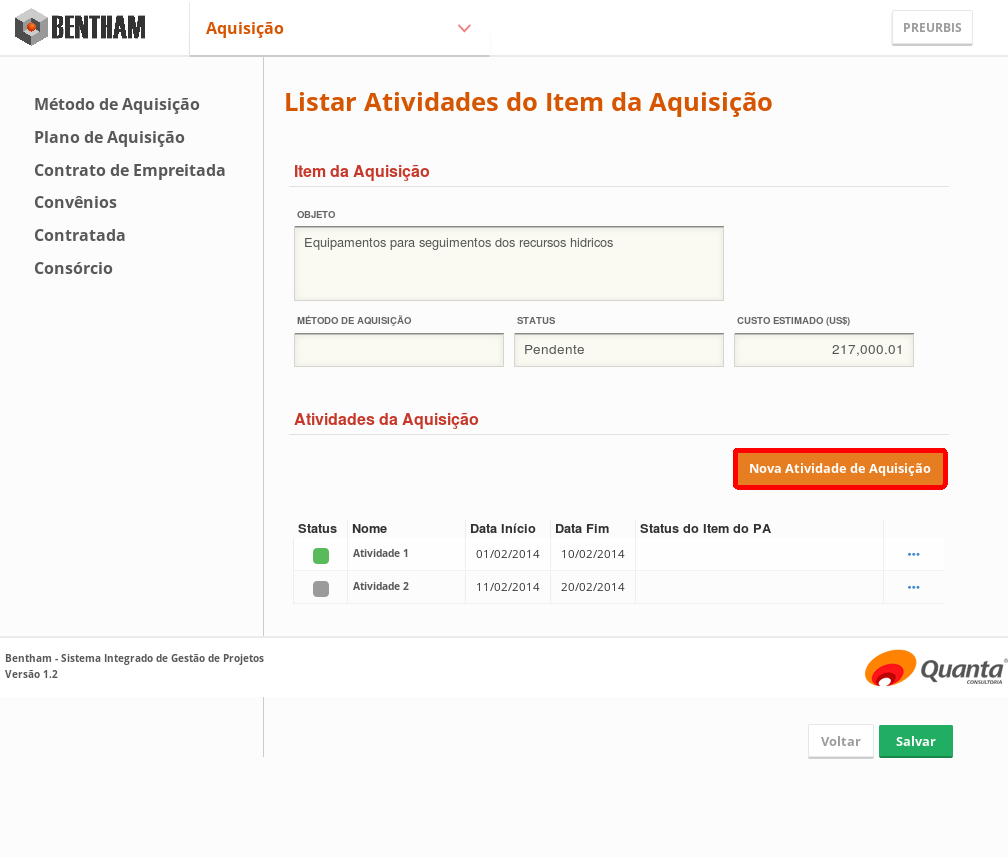 BENTHAM
Aquisição
PREURBIS
Método de Aquisição
Plano de Aquisição
Contrato de Empreitada
Convênios
Contratada
Consórcio
Listar Atividades do Item da Aquisição
Item da Aquisição
OBJETO
Equipamentos para seguimentos dos recursos hidricos
MÉTODO DE AQUISIÇÃO STATUS CUSTO ESTIMADO (US$)
Pendente 217,000.01
Atividades da Aquisição
Nova Atividade de Aquisição
Status Nome Data Início Data Fim Status do Item do PA
Atividade 1 01/02/2014 10/02/2014
Atividade 2 11/02/2014 20/02/2014
Bentham - Sistema Integrado de Gestão de Projetos
Versão 1.2
Quanta®
CONSULTORIA
Voltar Salvar